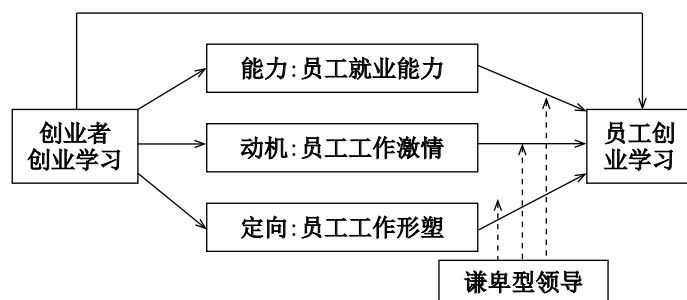 能力:员工就业能力
创业者
创业学习
动机:员工工作激情
员工创
业学习
定向:员工工作形塑
谦卑型领导